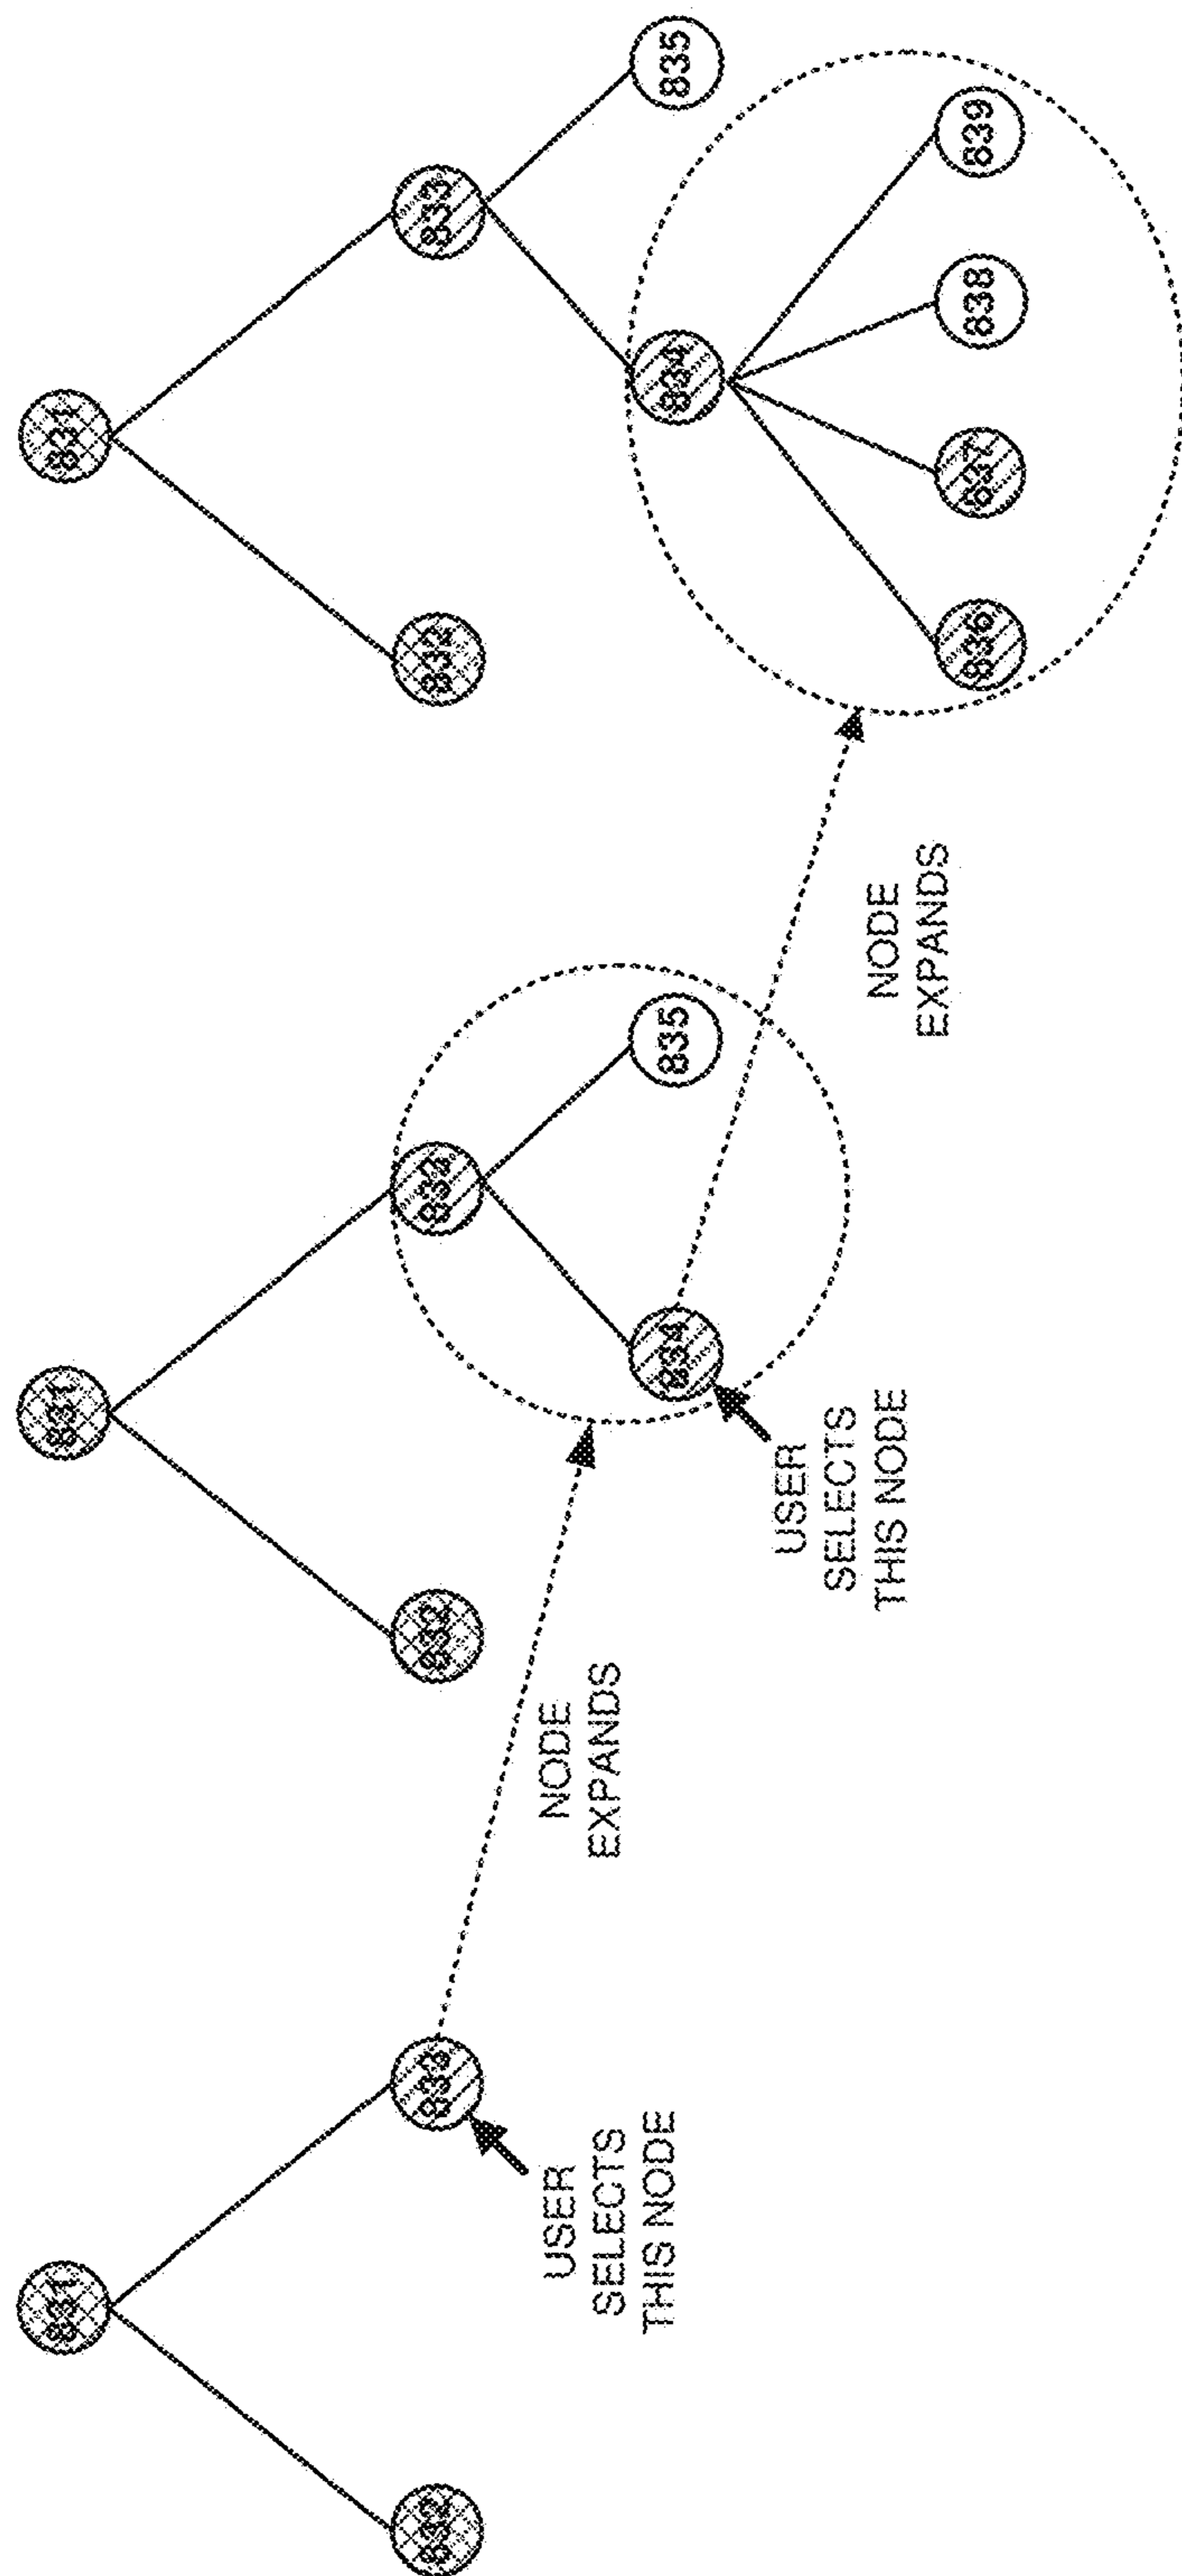 831
832
833
USER
SELECTS
THIS NODE
NODE
EXPANDS
831
832
833
834
835
USER
SELECTS
THIS NODE
NODE
EXPANDS
831
832
833
834
835
836
837
838
839